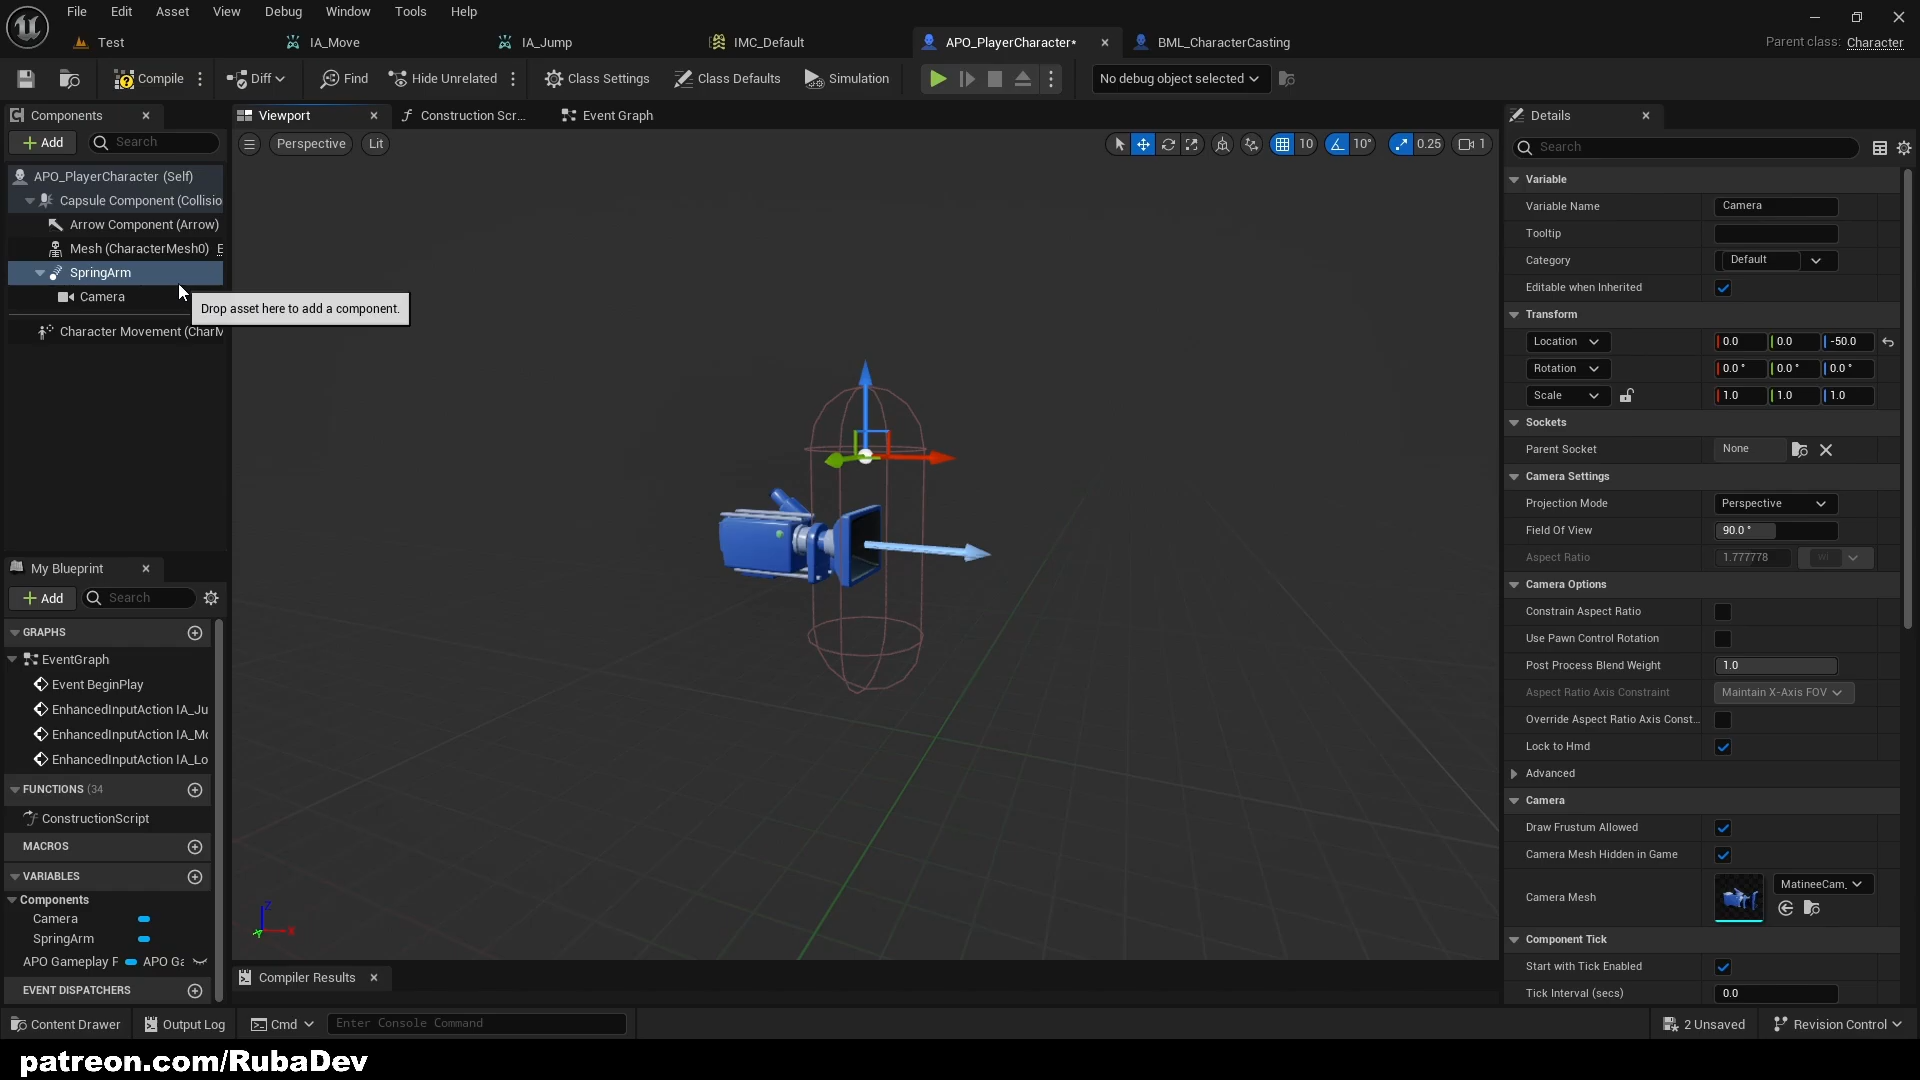 File Edit Asset View Debug Window Tools Help
Test IA_Move IA_Jump IMC_Default APO_PlayerCharacter* BML_CharacterCasting Parent class: Character
Compile Diff Find Hide Unrelated Class Settings Class Defaults Simulation No debug object selected
Components Viewport Construction Scr... Event Graph Details
Add Search Perspective Lit 10 10° 0.25 1 Search
APO_PlayerCharacter (Self)
Capsule Component (Collisio
Arrow Component (Arrow)
Mesh (CharacterMesh0) E
SpringArm
Camera
Drop asset here to add a component.
Character Movement (CharM
Variable
Variable Name Camera
Tooltip
Category Default
Editable when Inherited
Transform
Location 0.0 0.0 -50.0
Rotation 0.0° 0.0° 0.0°
Scale 1.0 1.0 1.0
Sockets
Parent Socket None
Camera Settings
Projection Mode Perspective
Field Of View 90.0°
Aspect Ratio 1.777778 wi
Camera Options
Constrain Aspect Ratio
Use Pawn Control Rotation
Post Process Blend Weight 1.0
Aspect Ratio Axis Constraint Maintain X-Axis FOV
Override Aspect Ratio Axis Const...
Lock to Hmd
Advanced
Camera
Draw Frustum Allowed
Camera Mesh Hidden in Game
Camera Mesh MatineeCam_
Component Tick
Start with Tick Enabled
Tick Interval (secs) 0.0
My Blueprint
Add Search
GRAPHS
EventGraph
Event BeginPlay
EnhancedInputAction IA_Ju
EnhancedInputAction IA_Mo
EnhancedInputAction IA_Lo
FUNCTIONS (34
ConstructionScript
MACROS
VARIABLES
Components
Camera
SpringArm
APO Gameplay F APO Ga
EVENT DISPATCHERS
Z
X
Y
Compiler Results
Content Drawer Output Log Cmd Enter Console Command 2 Unsaved Revision Control
patreon.com/RubaDev